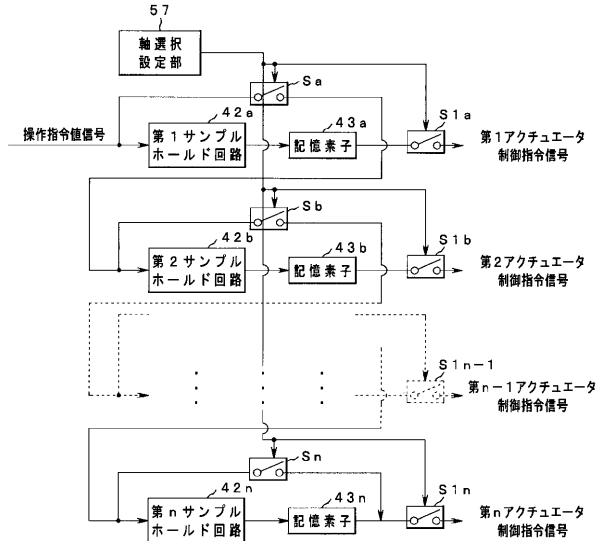 57
軸選択
設定部
Sa
操作指令値信号
42a
第1サンプル
ホールド回路
43a
記憶素子
S1a
第1アクチュエータ
制御指令信号
Sb
42b
第2サンプル
ホールド回路
43b
記憶素子
S1b
第2アクチュエータ
制御指令信号
S1n-1
第n-1アクチュエータ
制御指令信号
Sn
42n
第nサンプル
ホールド回路
43n
記憶素子
S1n
第nアクチュエータ
制御指令信号